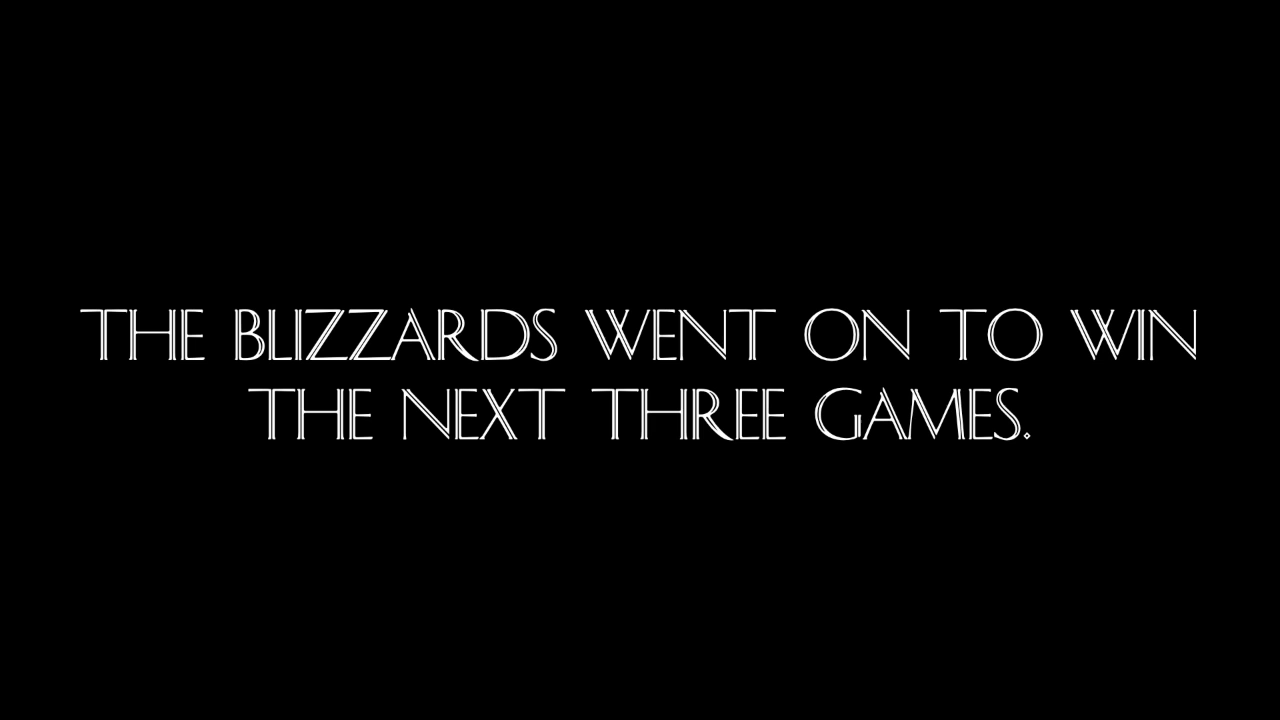 THE BLIZZARDS WENT ON TO WIN
THE NEXT THREE GAMES.